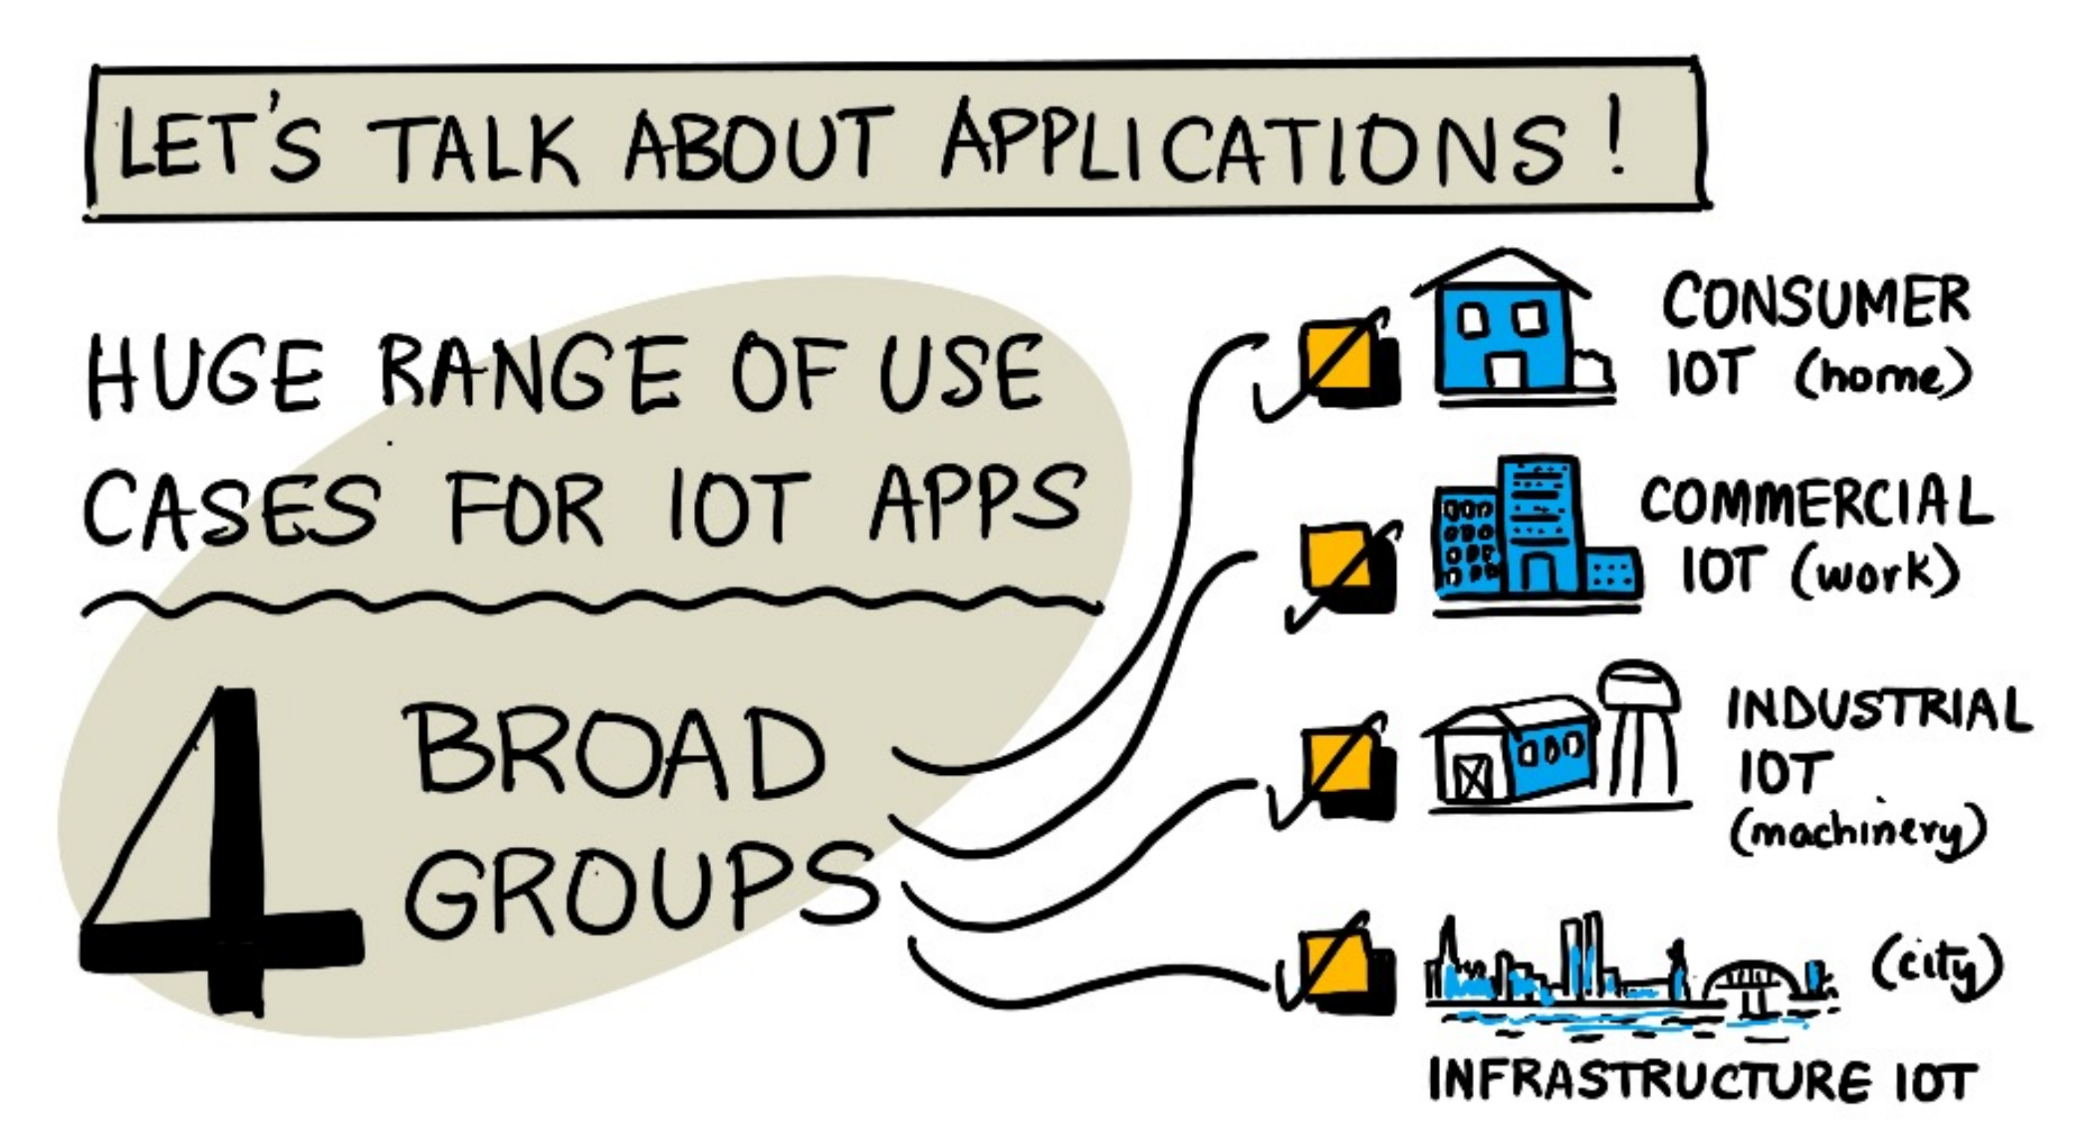 LET'S TALK ABOUT APPLICATIONS!
HUGE RANGE OF USE
CASES FOR IOT APPS
4 BROAD
GROUPS
CONSUMER
IOT (home)
COMMERCIAL
IOT (work)
INDUSTRIAL
IOT
(machinery)
(city)
INFRASTRUCTURE IOT